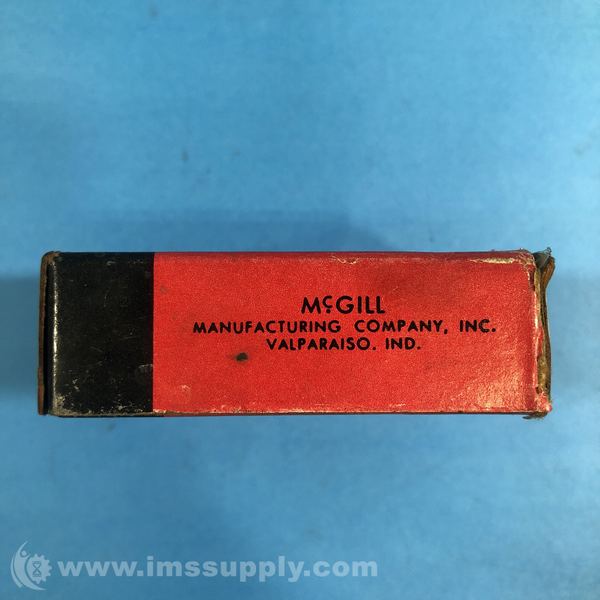 McGILL
MANUFACTURING COMPANY, INC.
VALPARAISO. IND.
www.imssupply.com